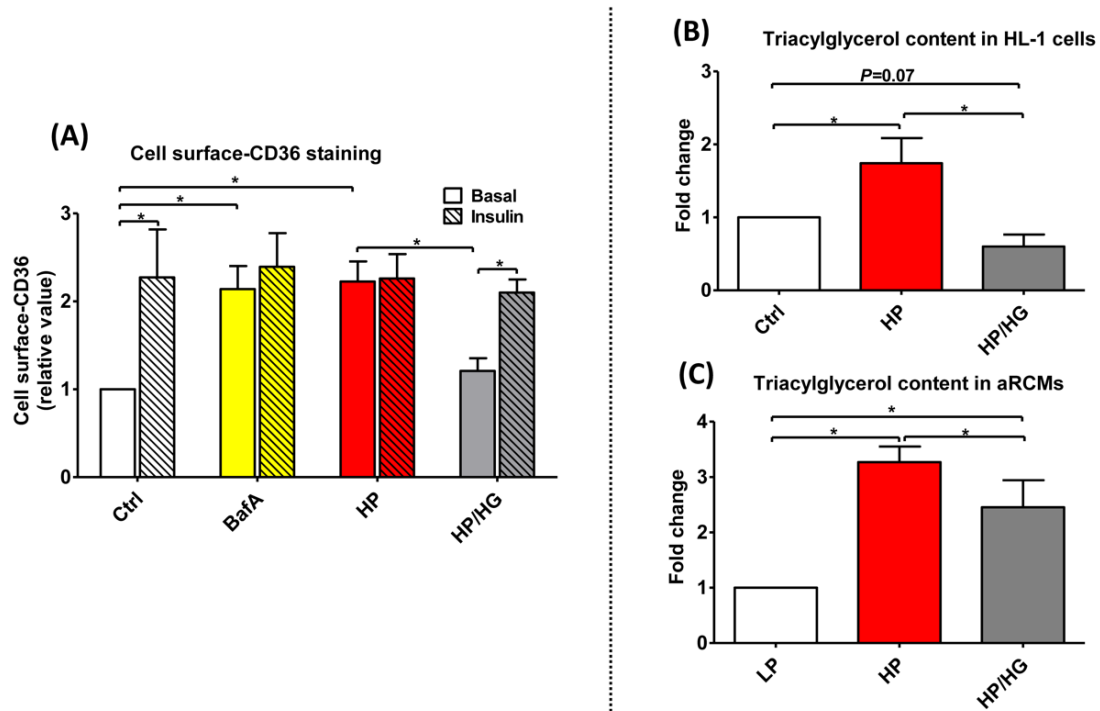 (A)
Cell surface-CD36 staining
*
*
*
*
*
Basal
Insulin
Cell surface-CD36
(relative value)
3
2
1
0
Ctrl
BafA
HP
HP/HG
(B)
Triacylglycerol content in HL-1 cells
P=0.07
*
*
Fold change
3
2
1
0
Ctrl
HP
HP/HG
(C)
Triacylglycerol content in aRCMs
*
*
*
Fold change
4
3
2
1
0
LP
HP
HP/HG